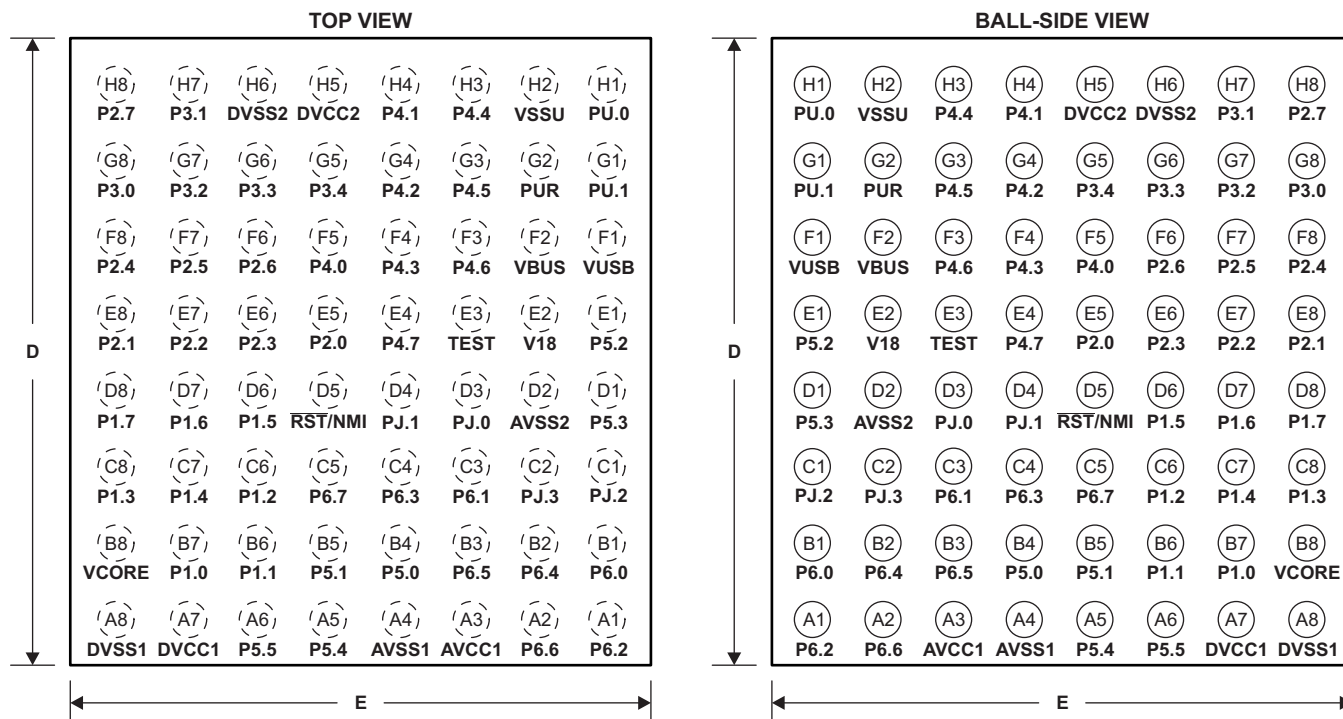 TOP VIEW
BALL-SIDE VIEW
H8 H7 H6 H5 H4 H3 H2 H1
P2.7 P3.1 DVSS2 DVCC2 P4.1 P4.4 VSSU PU.0
G8 G7 G6 G5 G4 G3 G2 G1
P3.0 P3.2 P3.3 P3.4 P4.2 P4.5 PUR PU.1
F8 F7 F6 F5 F4 F3 F2 F1
P2.4 P2.5 P2.6 P4.0 P4.3 P4.6 VBUS VUSB
E8 E7 E6 E5 E4 E3 E2 E1
P2.1 P2.2 P2.3 P2.0 P4.7 TEST V18 P5.2
D
D8 D7 D6 D5 D4 D3 D2 D1
P1.7 P1.6 P1.5 RST/NMI PJ.1 PJ.0 AVSS2 P5.3
C8 C7 C6 C5 C4 C3 C2 C1
P1.3 P1.4 P1.2 P6.7 P6.3 P6.1 PJ.3 PJ.2
B8 B7 B6 B5 B4 B3 B2 B1
VCORE P1.0 P1.1 P5.1 P5.0 P6.5 P6.4 P6.0
A8 A7 A6 A5 A4 A3 A2 A1
DVSS1 DVCC1 P5.5 P5.4 AVSS1 AVCC1 P6.6 P6.2
E
H1 H2 H3 H4 H5 H6 H7 H8
PU.0 VSSU P4.4 P4.1 DVCC2 DVSS2 P3.1 P2.7
G1 G2 G3 G4 G5 G6 G7 G8
PU.1 PUR P4.5 P4.2 P3.4 P3.3 P3.2 P3.0
F1 F2 F3 F4 F5 F6 F7 F8
VUSB VBUS P4.6 P4.3 P4.0 P2.6 P2.5 P2.4
E1 E2 E3 E4 E5 E6 E7 E8
P5.2 V18 TEST P4.7 P2.0 P2.3 P2.2 P2.1
D
D1 D2 D3 D4 D5 D6 D7 D8
P5.3 AVSS2 PJ.0 PJ.1 RST/NMI P1.5 P1.6 P1.7
C1 C2 C3 C4 C5 C6 C7 C8
PJ.2 PJ.3 P6.1 P6.3 P6.7 P1.2 P1.4 P1.3
B1 B2 B3 B4 B5 B6 B7 B8
P6.0 P6.4 P6.5 P5.0 P5.1 P1.1 P1.0 VCORE
A1 A2 A3 A4 A5 A6 A7 A8
P6.2 P6.6 AVCC1 AVSS1 P5.4 P5.5 DVCC1 DVSS1
E